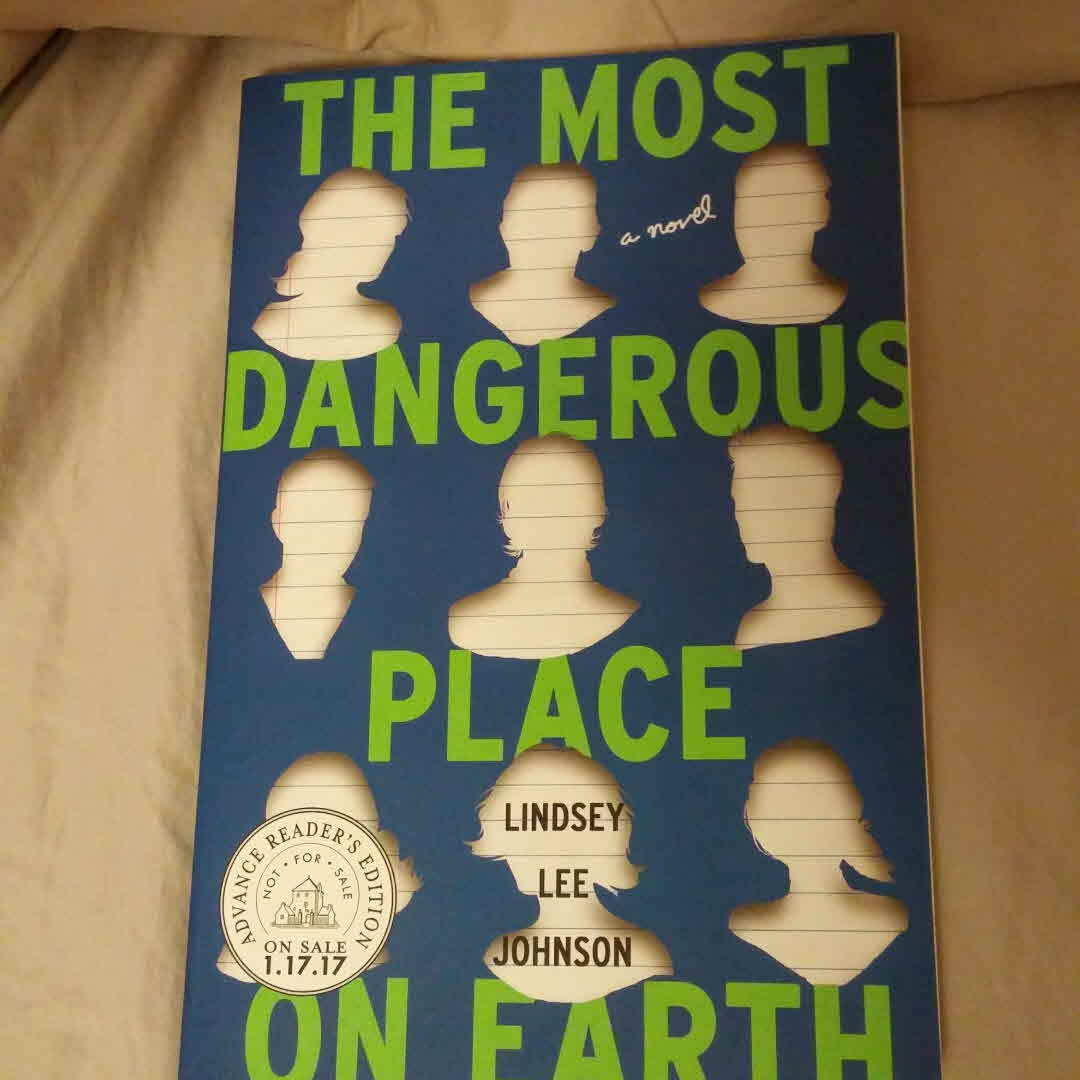 THE MOST
a novel
DANGEROUS
PLACE
LINDSEY
LEE
JOHNSON
ADVANCE READER'S EDITION
NOT · FOR · SALE
ON SALE
1.17.17
ON EARTH